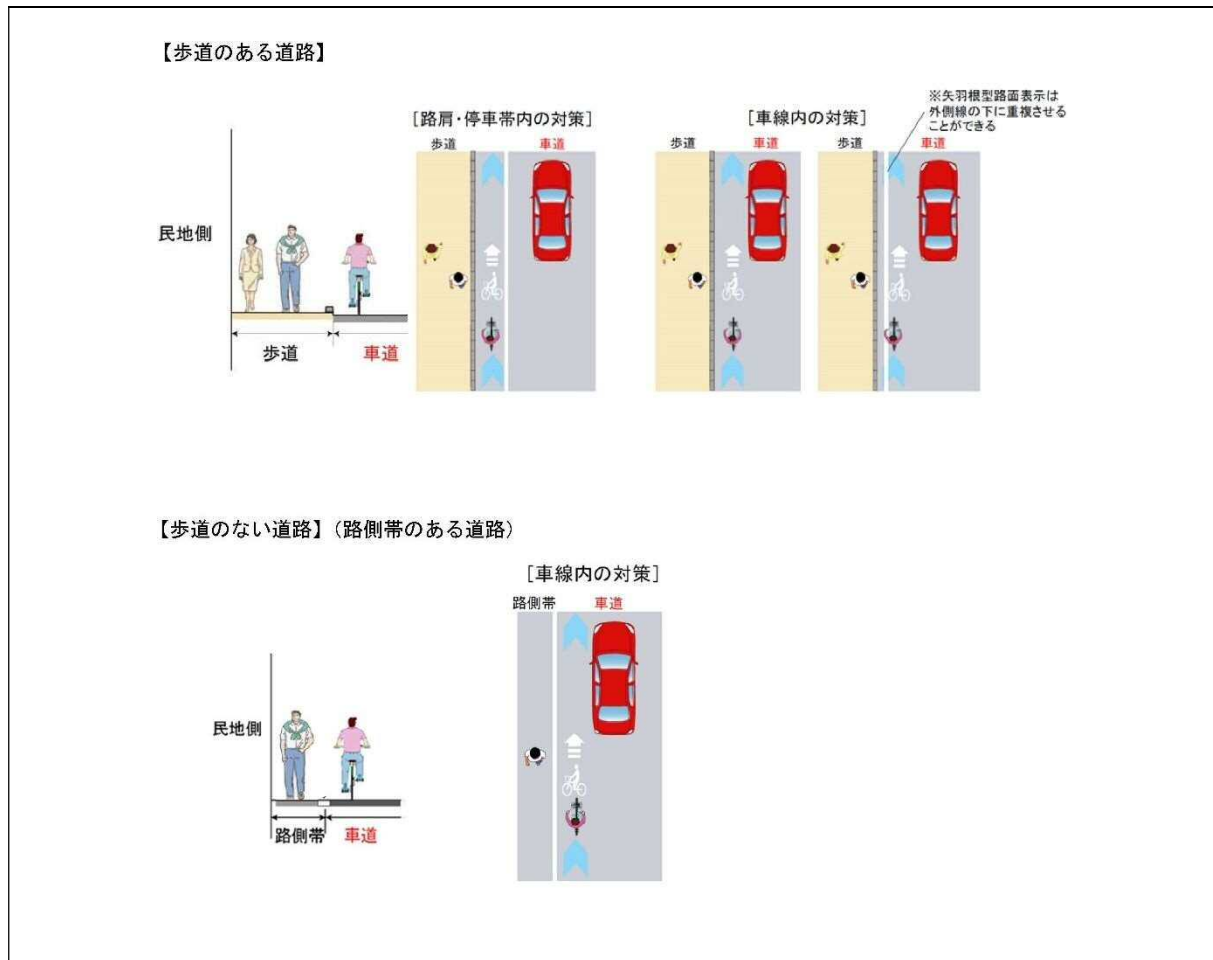 【歩道のある道路】
※矢羽根型路面表示は
外側線の下に重複させる
ことができる
[路肩・停車帯内の対策]
[車線内の対策]
歩道
車道
歩道
車道
歩道
車道
民地側
歩道
車道
【歩道のない道路】（路側帯のある道路）
[車線内の対策]
路側帯
車道
民地側
路側帯
車道